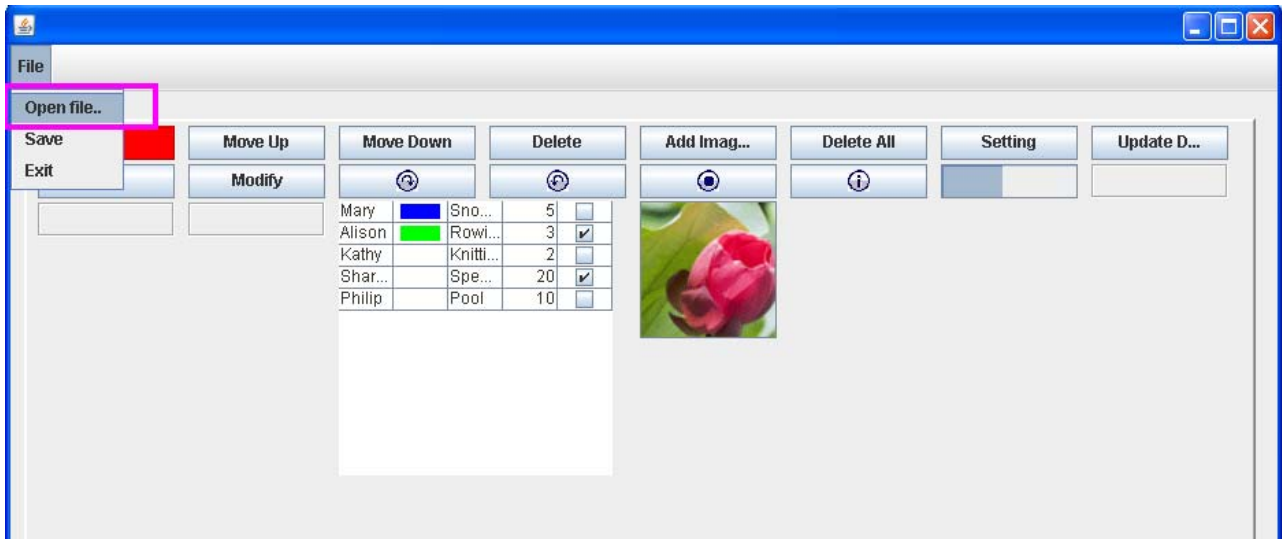 File
Open file..
Save
Exit
Move Up Move Down Delete Add Imag... Delete All Setting Update D...
Modify
Mary Sno... 5
Alison Rowi... 3
Kathy Knitti... 2
Shar... Spe... 20
Philip Pool 10